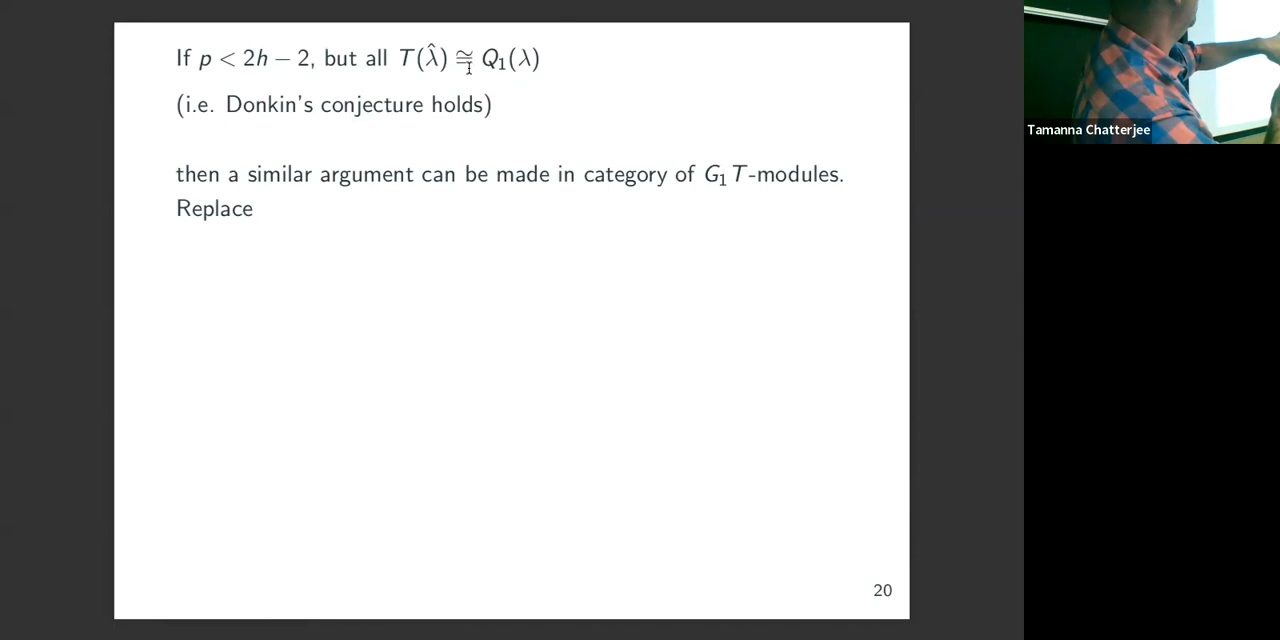 If p < 2h − 2, but all T(λ̂) ≅ Q₁(λ)
(i.e. Donkin's conjecture holds)
then a similar argument can be made in category of G₁T-modules.
Replace
20
Tamanna Chatterjee